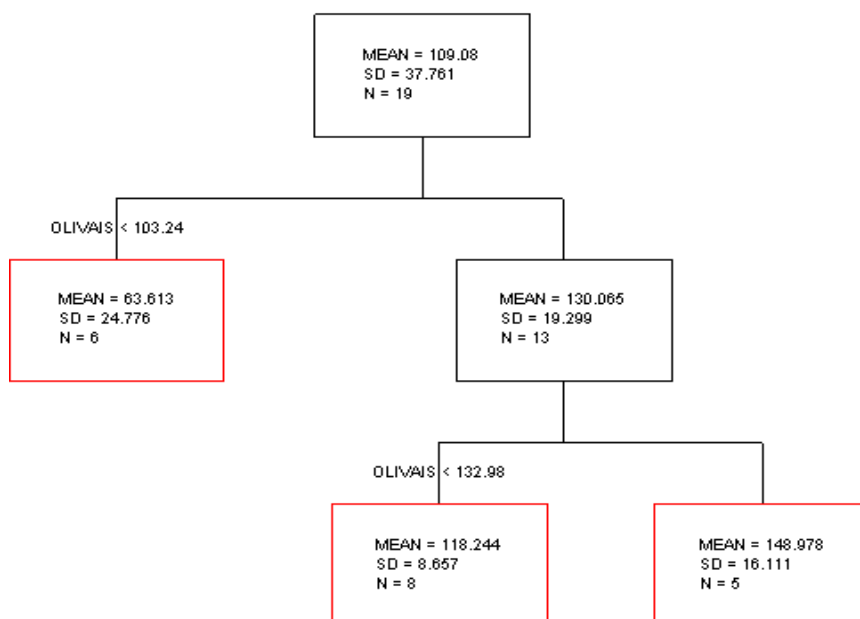 MEAN = 109.08
SD = 37.761
N = 19
OLIVAIS < 103.24
MEAN = 63.613
SD = 24.776
N = 6
MEAN = 130.065
SD = 19.299
N = 13
OLIVAIS < 132.98
MEAN = 118.244
SD = 8.657
N = 8
MEAN = 148.978
SD = 16.111
N = 5